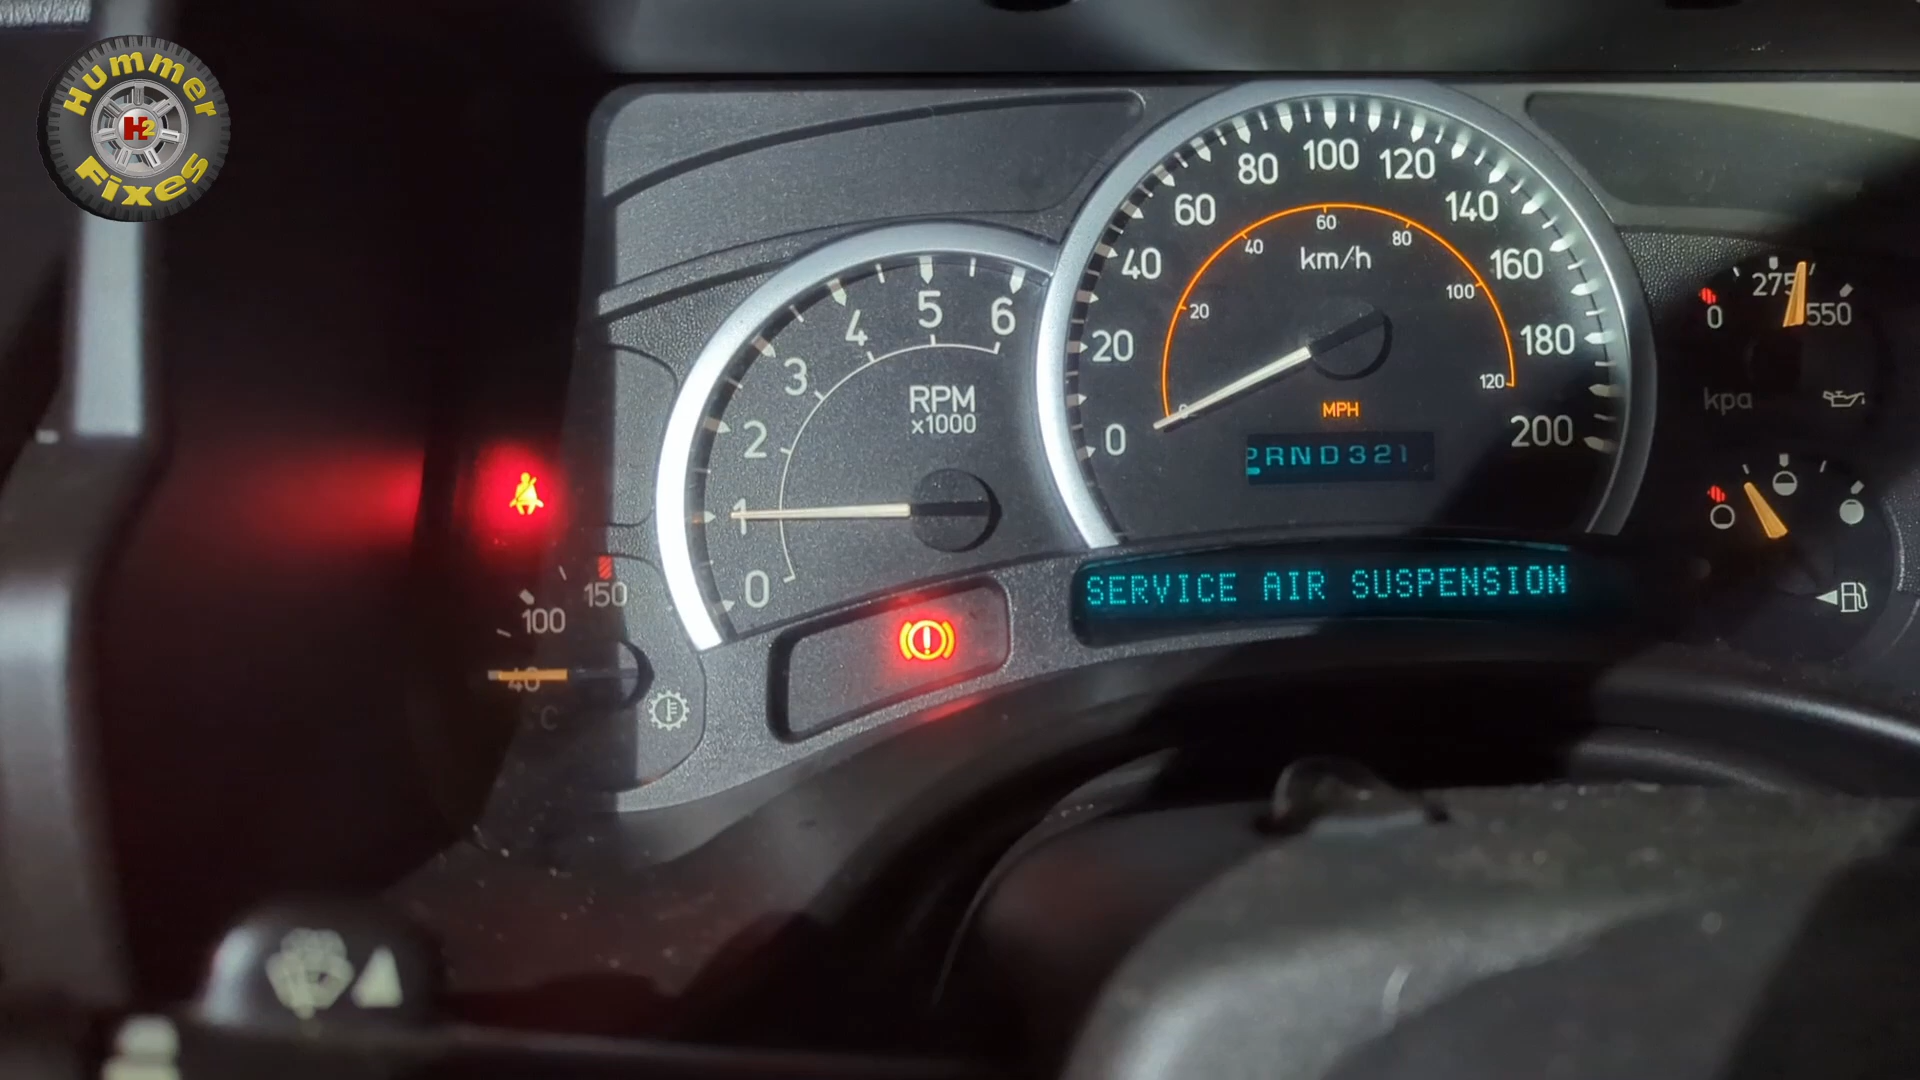 Hummer
H2
Fixes
0 1 2 3 4 5 6
RPM
x1000
0 20 40 60 80 100 120 140 160 180 200
km/h
0 20 40 60 80 100 120
MPH
PRND321
SERVICE AIR SUSPENSION
0 275 550
kpa
40 100 150
C